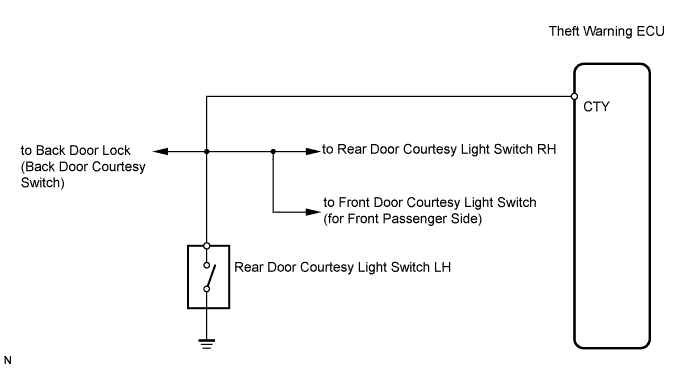 Theft Warning ECU
CTY
to Back Door Lock
(Back Door Courtesy
Switch)
to Rear Door Courtesy Light Switch RH
to Front Door Courtesy Light Switch
(for Front Passenger Side)
Rear Door Courtesy Light Switch LH
N